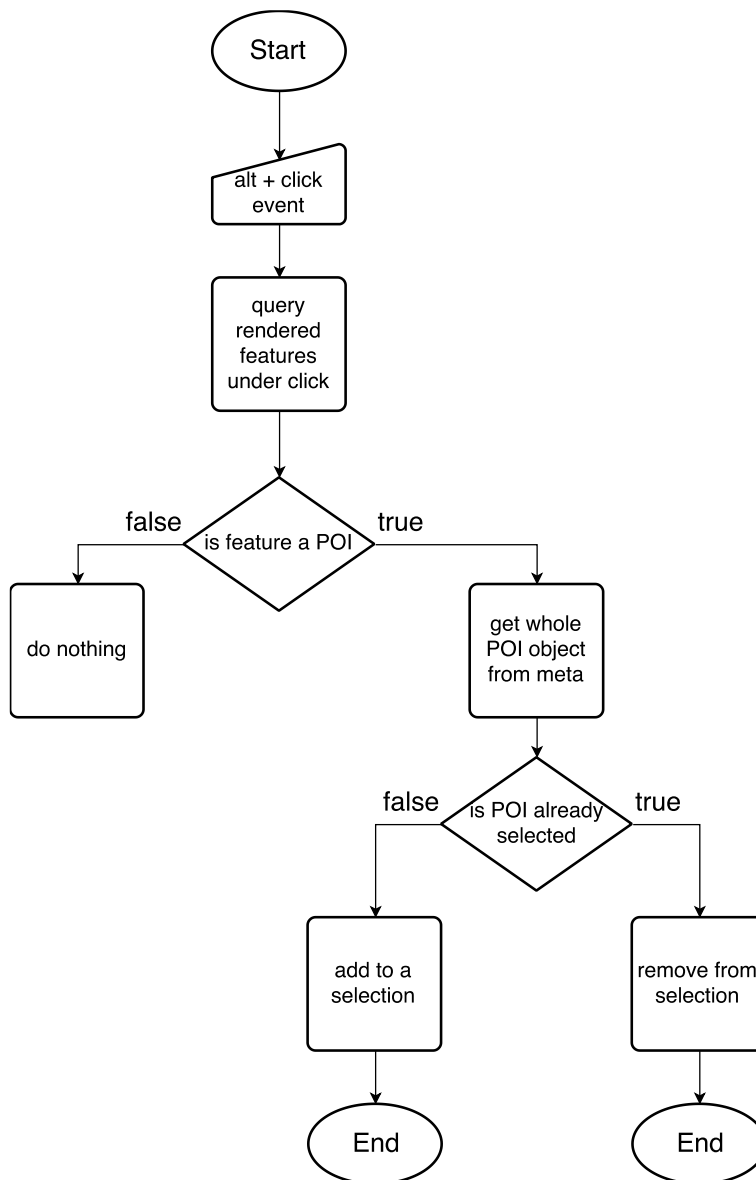 Start
alt + click
event
query
rendered
features
under click
false
is feature a POI
true
do nothing
get whole
POI object
from meta
false
is POI already
selected
true
add to a
selection
remove from
selection
End
End